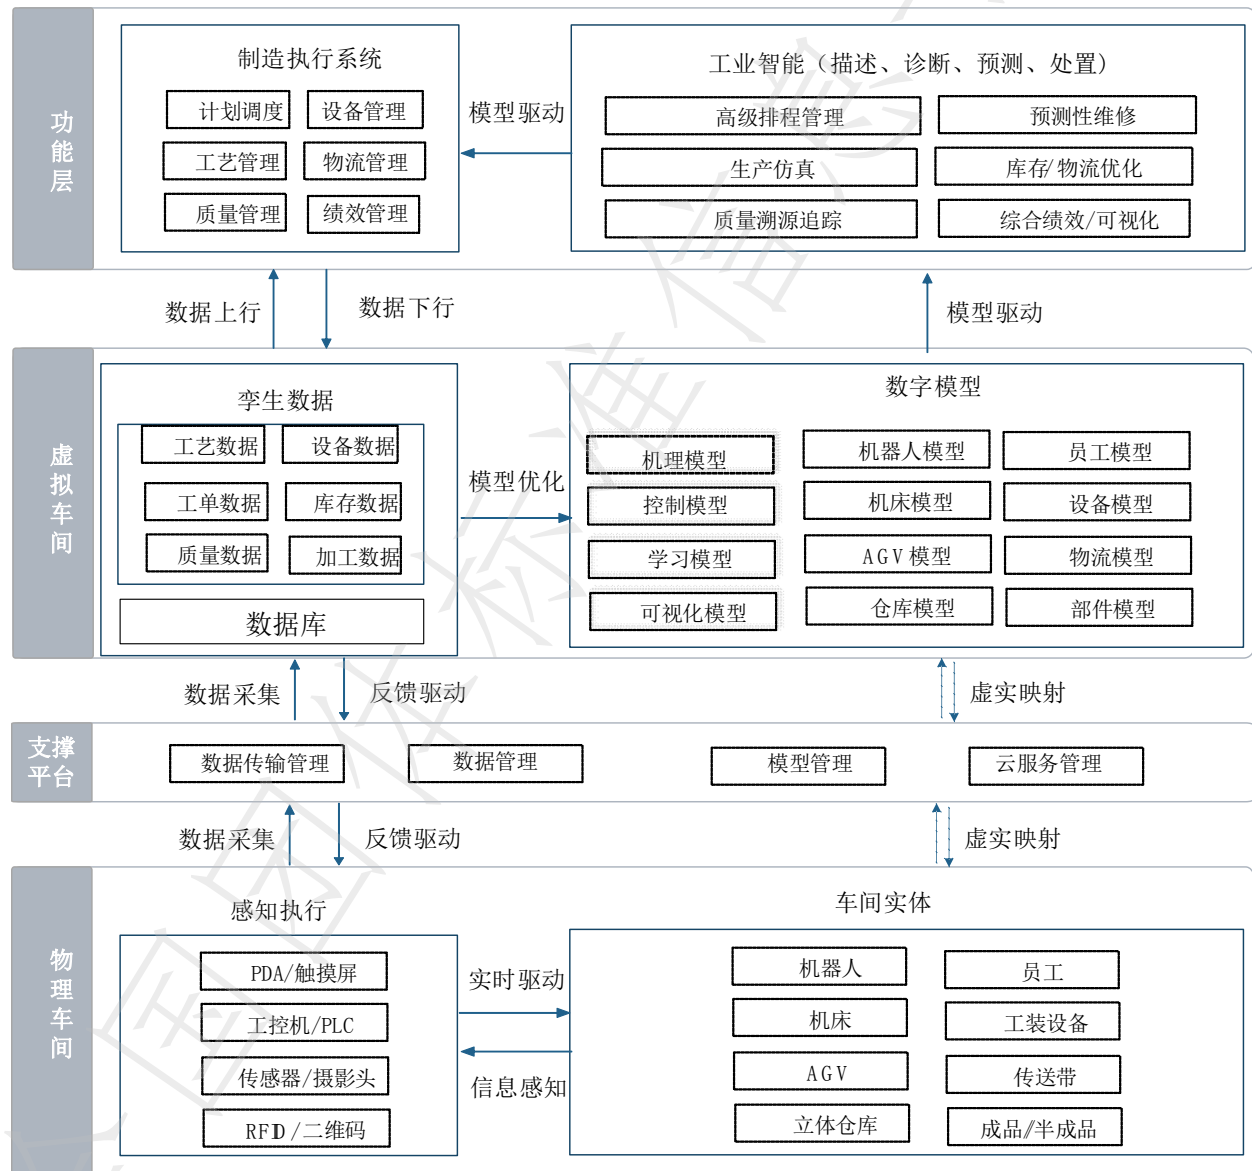 功能层
制造执行系统
计划调度 设备管理
工艺管理 物流管理
质量管理 绩效管理
模型驱动
工业智能（描述、诊断、预测、处置）
高级排程管理 预测性维修
生产仿真 库存/物流优化
质量溯源追踪 综合绩效/可视化
数据上行 数据下行 模型驱动
虚拟车间
孪生数据
工艺数据 设备数据
工单数据 库存数据
质量数据 加工数据
数据库
模型优化
数字模型
机理模型 机器人模型 员工模型
控制模型 机床模型 设备模型
学习模型 AGV模型 物流模型
可视化模型 仓库模型 部件模型
数据采集 反馈驱动 虚实映射
支撑平台
数据传输管理 数据管理 模型管理 云服务管理
数据采集 反馈驱动 虚实映射
物理车间
感知执行
PDA/触摸屏
工控机/PLC
传感器/摄影头
RFID/二维码
实时驱动
信息感知
车间实体
机器人 员工
机床 工装设备
AGV 传送带
立体仓库 成品//半成品